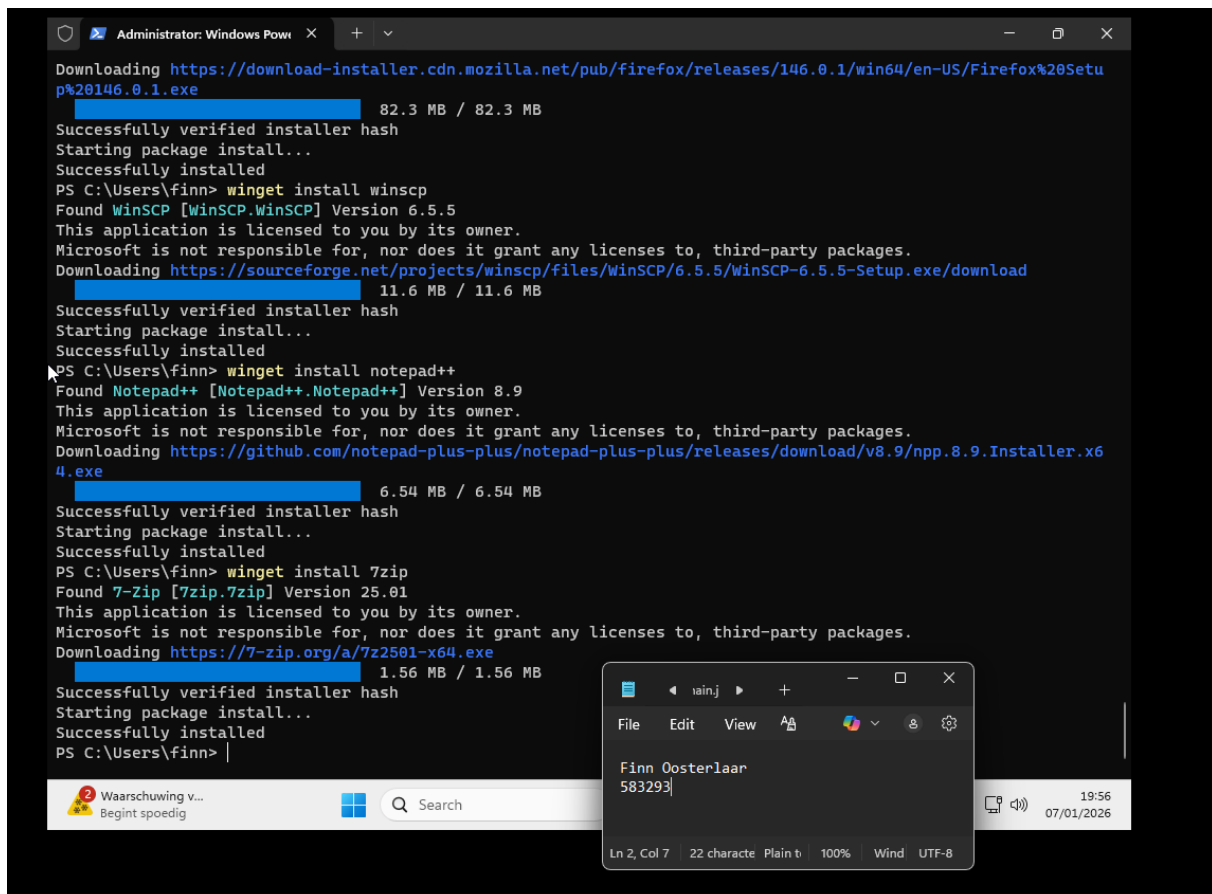 Administrator: Windows Powe
Downloading https://download-installer.cdn.mozilla.net/pub/firefox/releases/146.0.1/win64/en-US/Firefox%20Setu
p%20146.0.1.exe
82.3 MB / 82.3 MB
Successfully verified installer hash
Starting package install...
Successfully installed
PS C:\Users\finn> winget install winscp
Found WinSCP [WinSCP.WinSCP] Version 6.5.5
This application is licensed to you by its owner.
Microsoft is not responsible for, nor does it grant any licenses to, third-party packages.
Downloading https://sourceforge.net/projects/winscp/files/WinSCP/6.5.5/WinSCP-6.5.5-Setup.exe/download
11.6 MB / 11.6 MB
Successfully verified installer hash
Starting package install...
Successfully installed
PS C:\Users\finn> winget install notepad++
Found Notepad++ [Notepad++.Notepad++] Version 8.9
This application is licensed to you by its owner.
Microsoft is not responsible for, nor does it grant any licenses to, third-party packages.
Downloading https://github.com/notepad-plus-plus/notepad-plus-plus/releases/download/v8.9/npp.8.9.Installer.x6
4.exe
6.54 MB / 6.54 MB
Successfully verified installer hash
Starting package install...
Successfully installed
PS C:\Users\finn> winget install 7zip
Found 7-Zip [7zip.7zip] Version 25.01
This application is licensed to you by its owner.
Microsoft is not responsible for, nor does it grant any licenses to, third-party packages.
Downloading https://7-zip.org/a/7z2501-x64.exe
1.56 MB / 1.56 MB
Successfully verified installer hash
Starting package install...
Successfully installed
PS C:\Users\finn>
File Edit View
Finn Oosterlaar
583293
Ln 2, Col 7 22 characte Plain t 100% Wind UTF-8
2
Waarschuwing v...
Begint spoedig
Search
19:56
07/01/2026